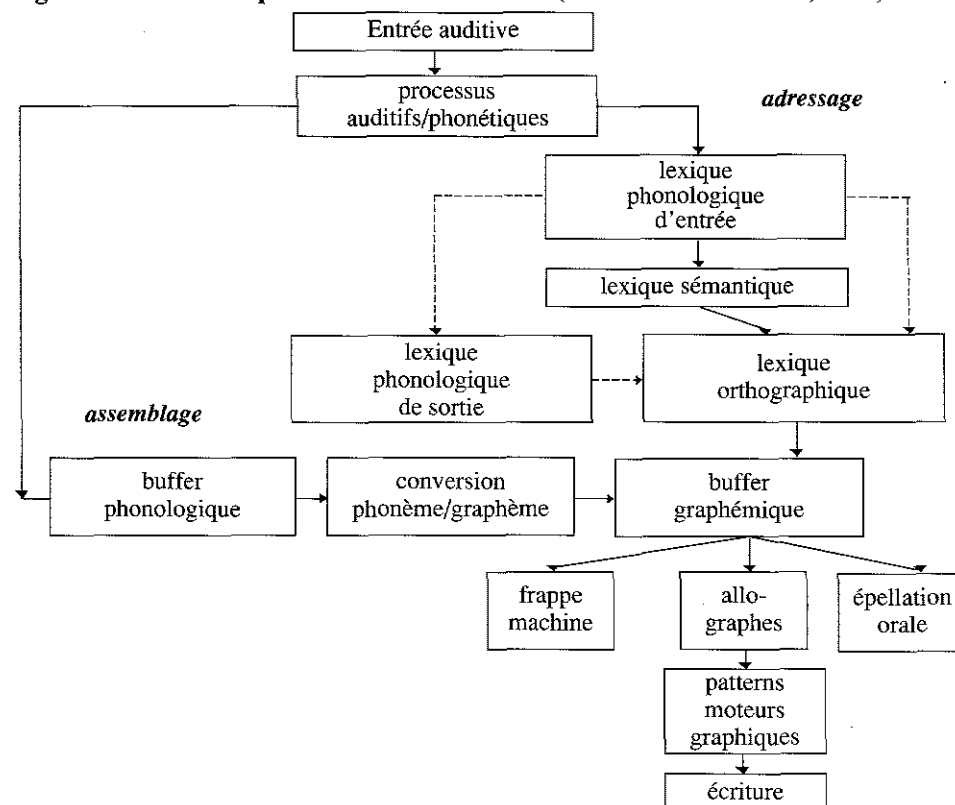 Entrée auditive
processus
auditifs/phonétiques
adressage
lexique
phonologique
d'entrée
lexique sémantique
lexique
phonologique
de sortie
lexique
orthographique
assemblage
buffer
phonologique
conversion
phonème/graphème
buffer
graphémique
frappe
machine
allo-
graphes
épellation
orale
patterns
moteurs
graphiques
écriture